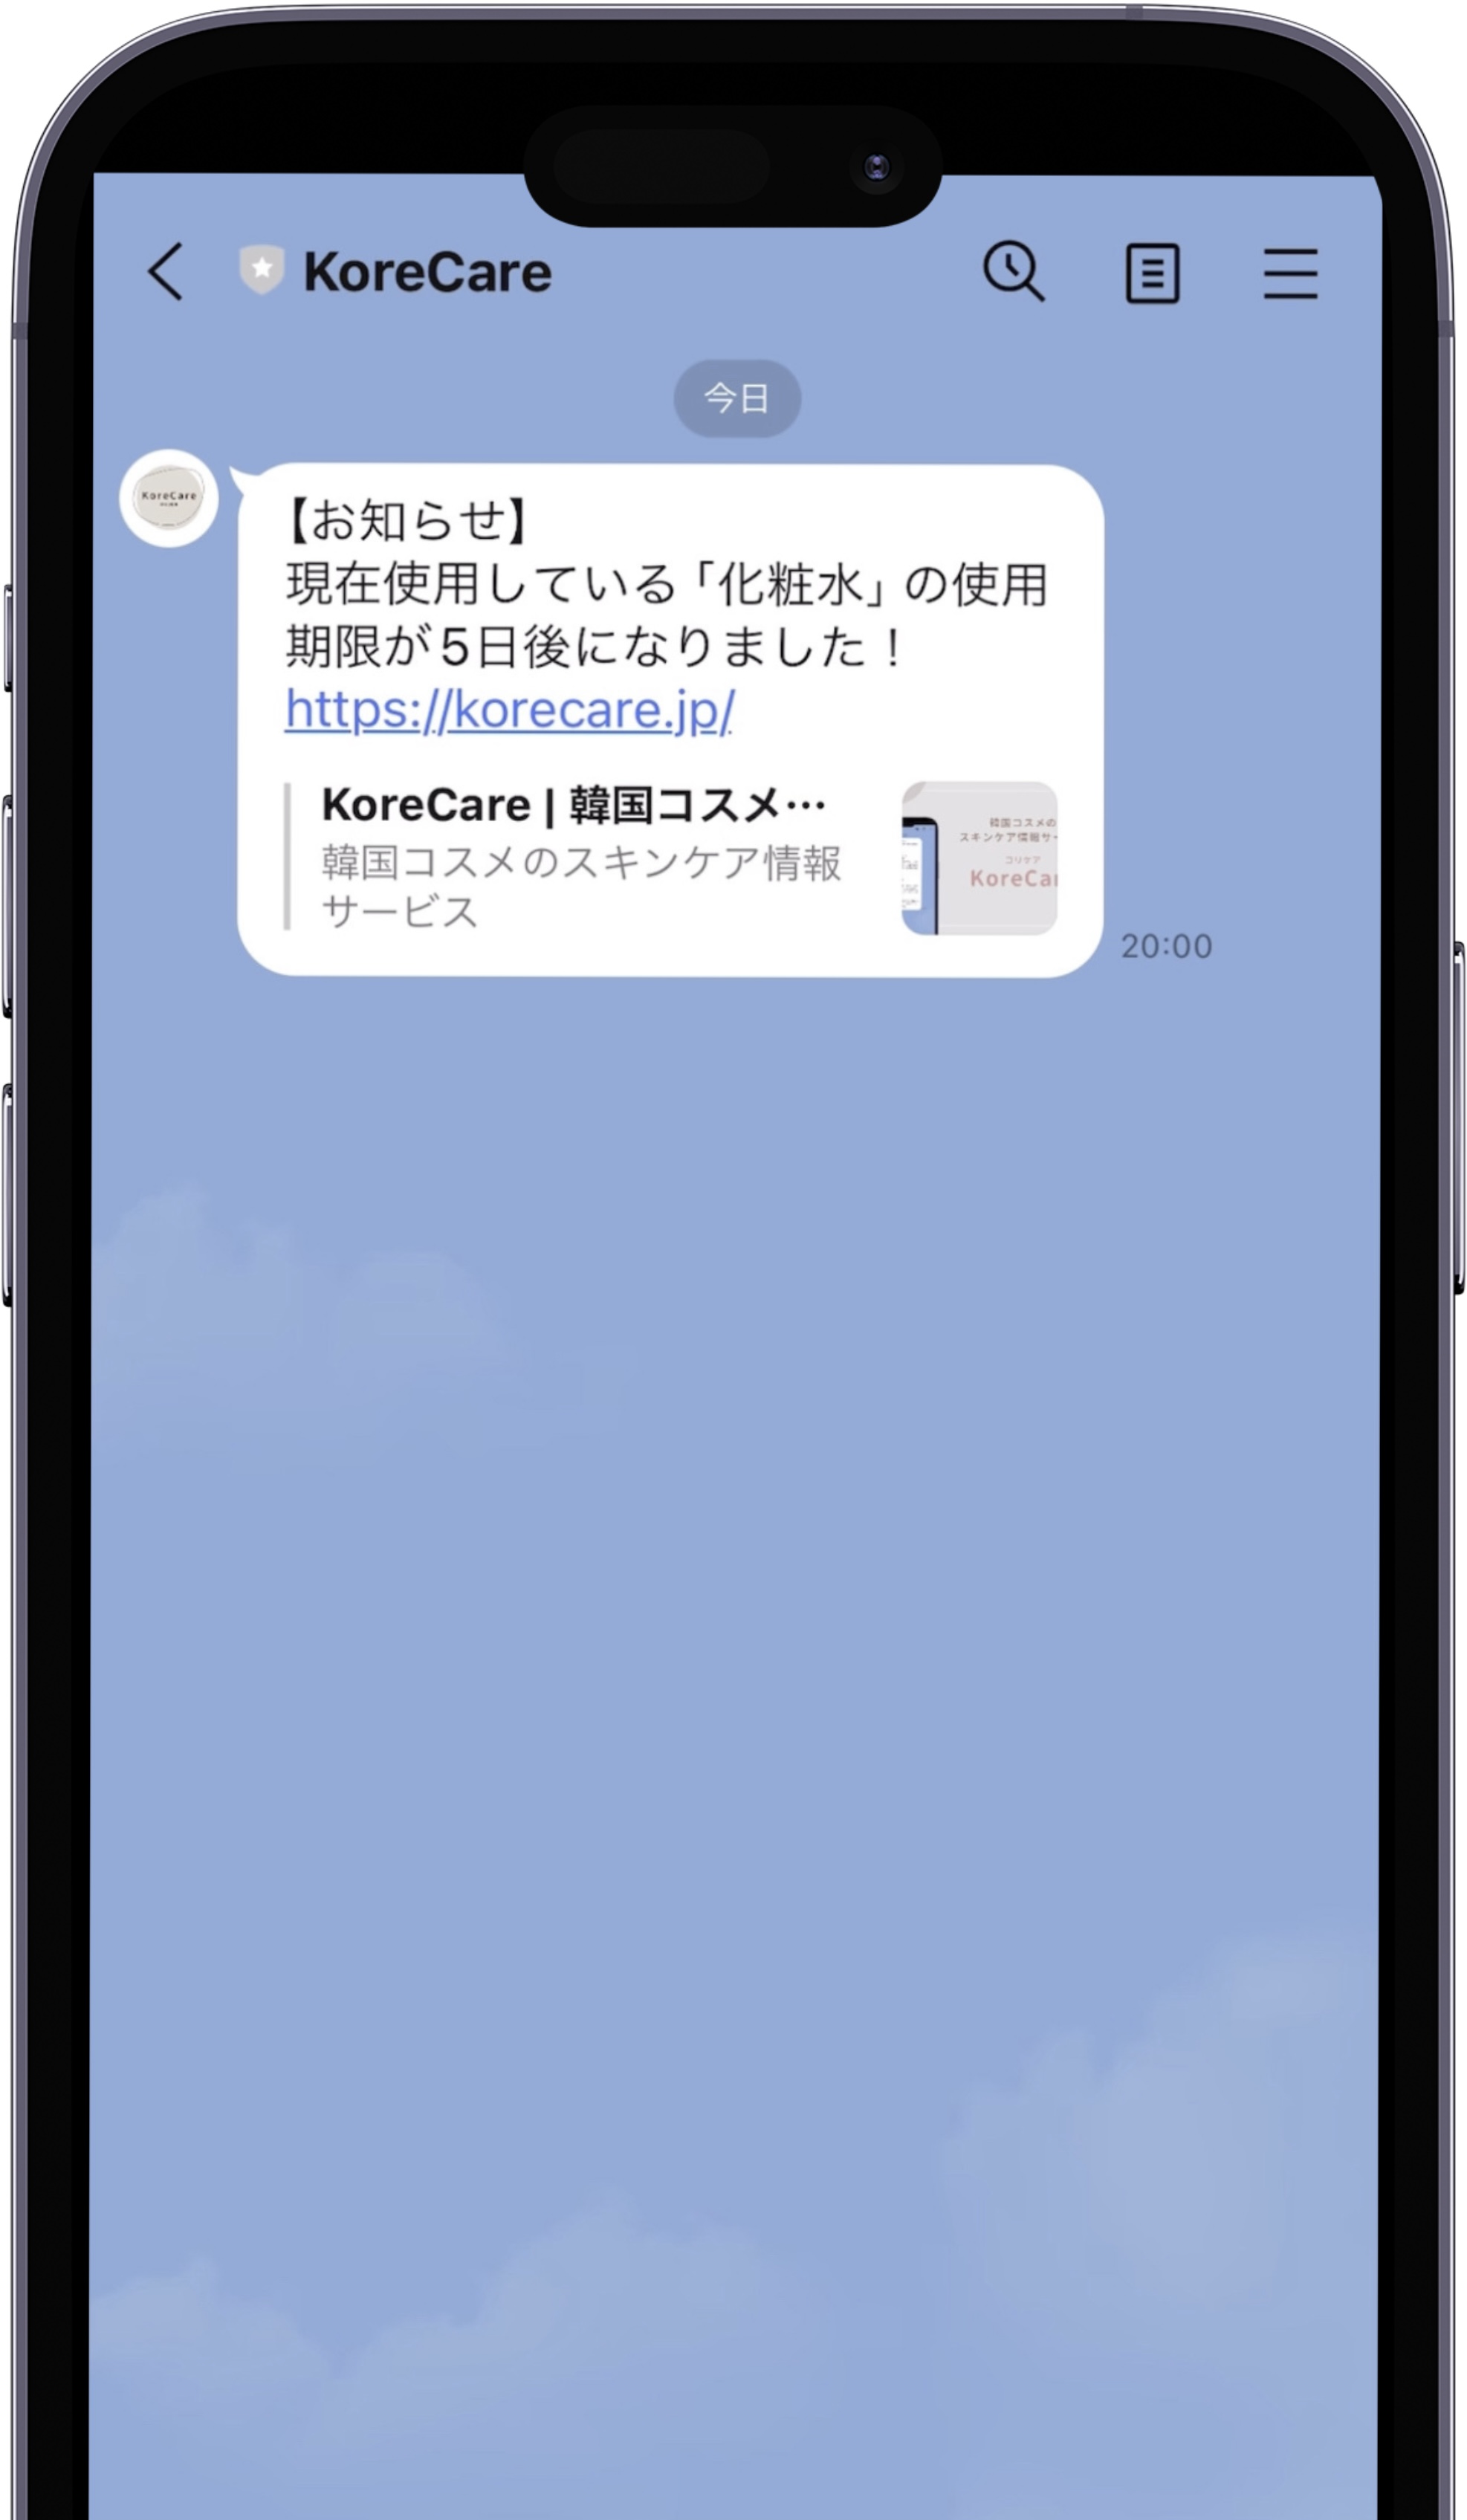 KoreCare
今日
KoreCare
【お知らせ】
現在使用している「化粧水」の使用
期限が5日後になりました！
https://korecare.jp/
KoreCare | 韓国コスメ…
韓国コスメのスキンケア情報
サービス
韓国コスメの
スキンケア情報サー
コリケア
KoreCar
20:00